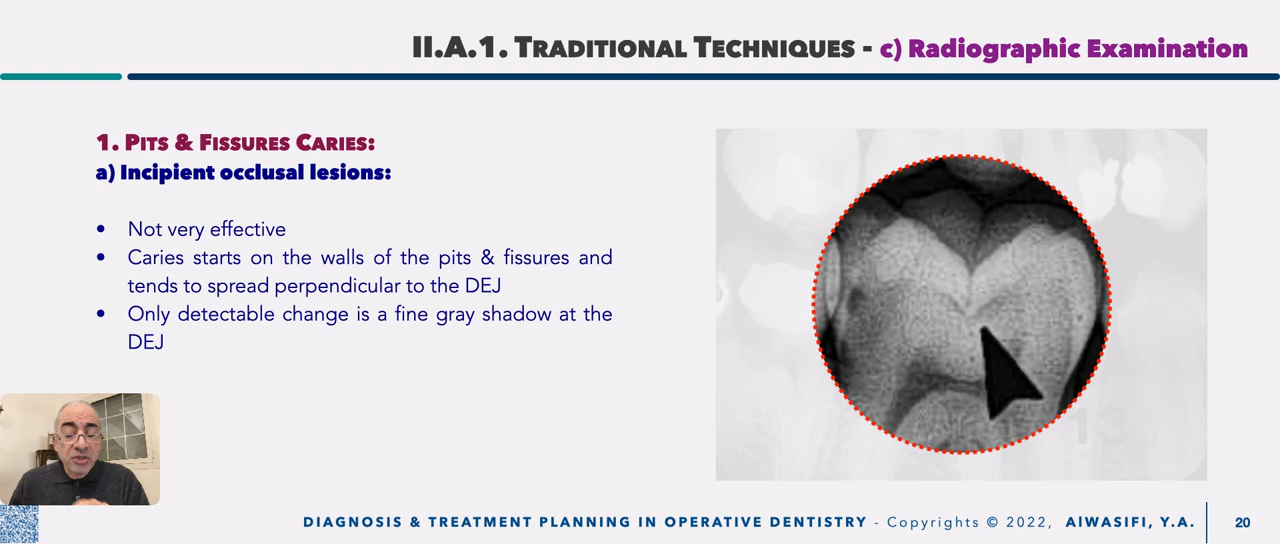 II.A.1. TRADITIONAL TECHNIQUES - c) Radiographic Examination
1. PITS & FISSURES CARIES:
a) Incipient occlusal lesions:
• Not very effective
• Caries starts on the walls of the pits & fissures and
tends to spread perpendicular to the DEJ
• Only detectable change is a fine gray shadow at the
DEJ
13
DIAGNOSIS & TREATMENT PLANNING IN OPERATIVE DENTISTRY - Copyrights © 2022, AlWASIFI, Y.A. 20